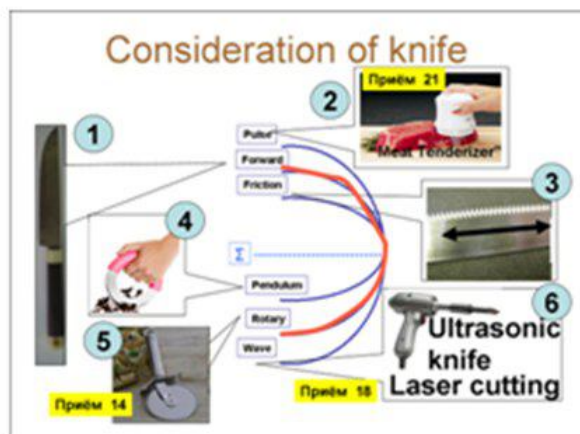 Consideration of knife
1
2
Приём 21
"Meat Tenderizer"
Pulse
Forward
Friction
3
4
Σ
Pendulum
Rotary
Wave
5
Приём 14
6
Ultrasonic
knife
Laser cutting
Приём 18